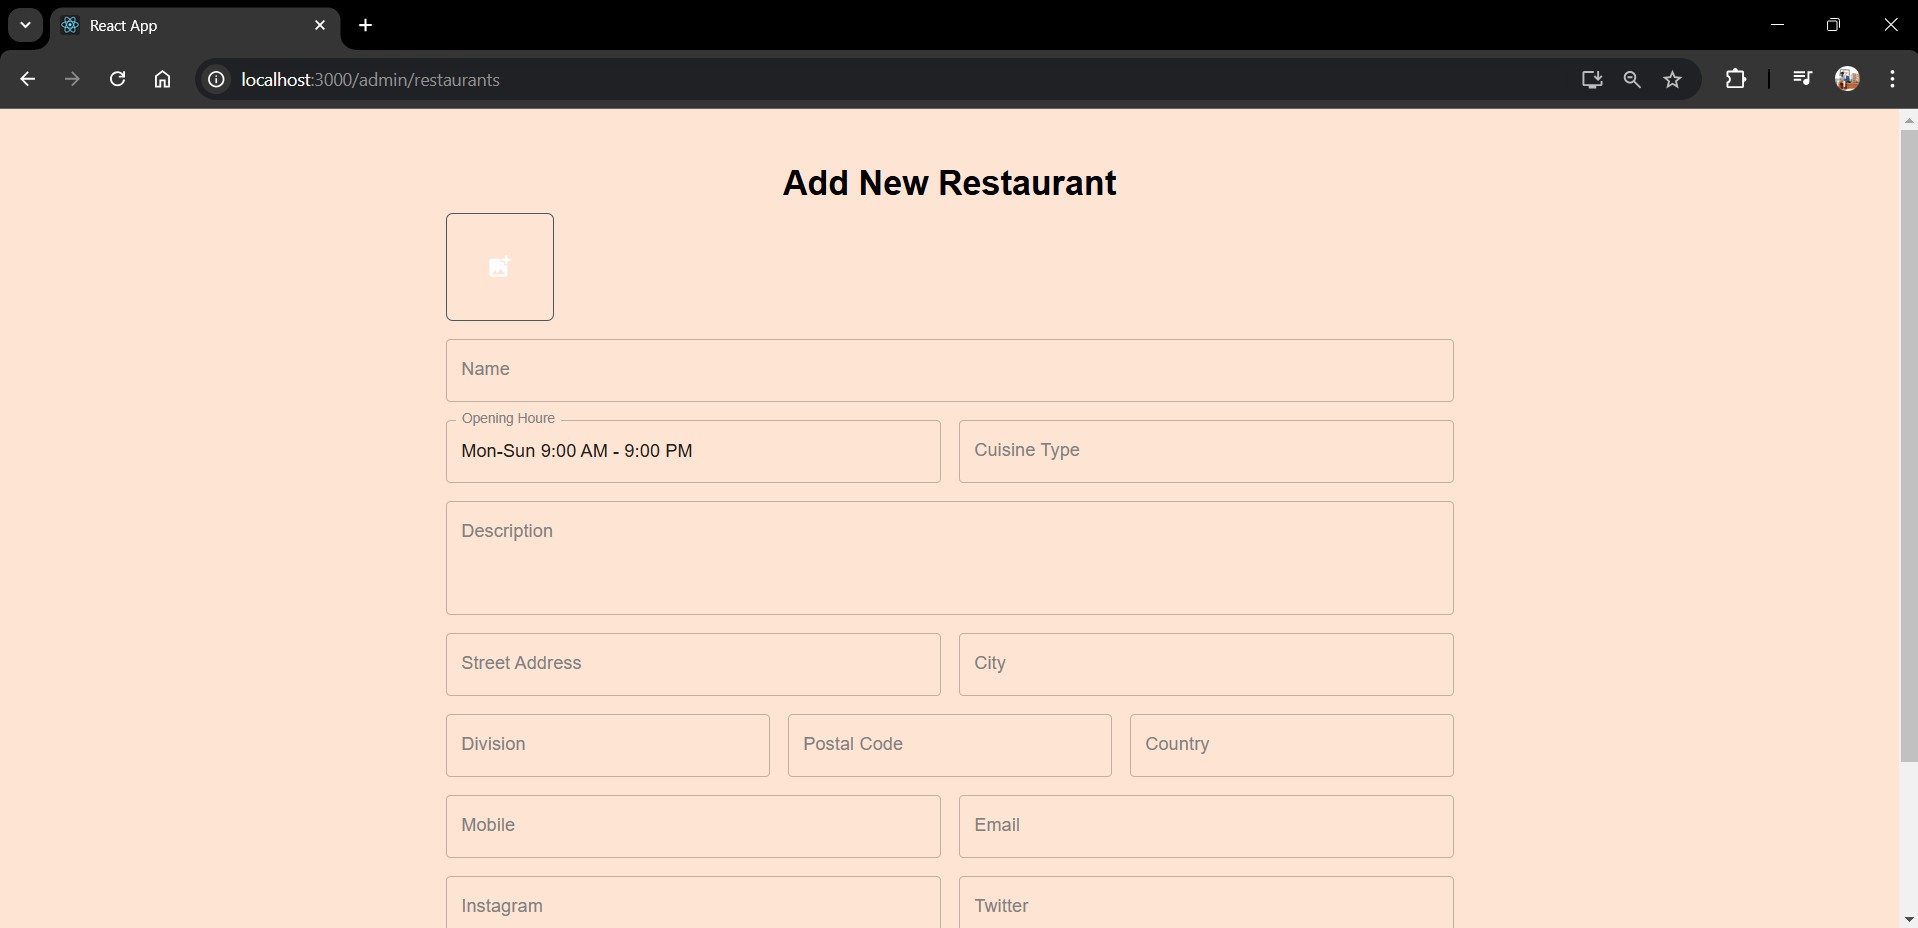 React App
localhost:3000/admin/restaurants
Add New Restaurant
Name
Opening Houre
Mon-Sun 9:00 AM - 9:00 PM
Cuisine Type
Description
Street Address
City
Division
Postal Code
Country
Mobile
Email
Instagram
Twitter